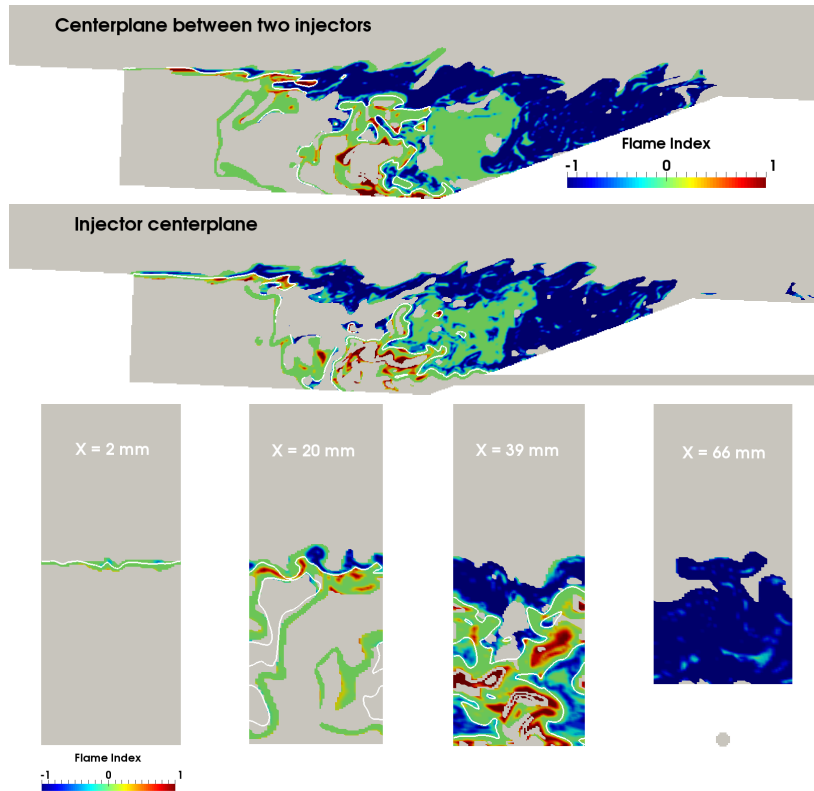 Centerplane between two injectors
Flame Index
-1 0 1
Injector centerplane
X = 2 mm
X = 20 mm
X = 39 mm
X = 66 mm
Flame Index
-1 0 1